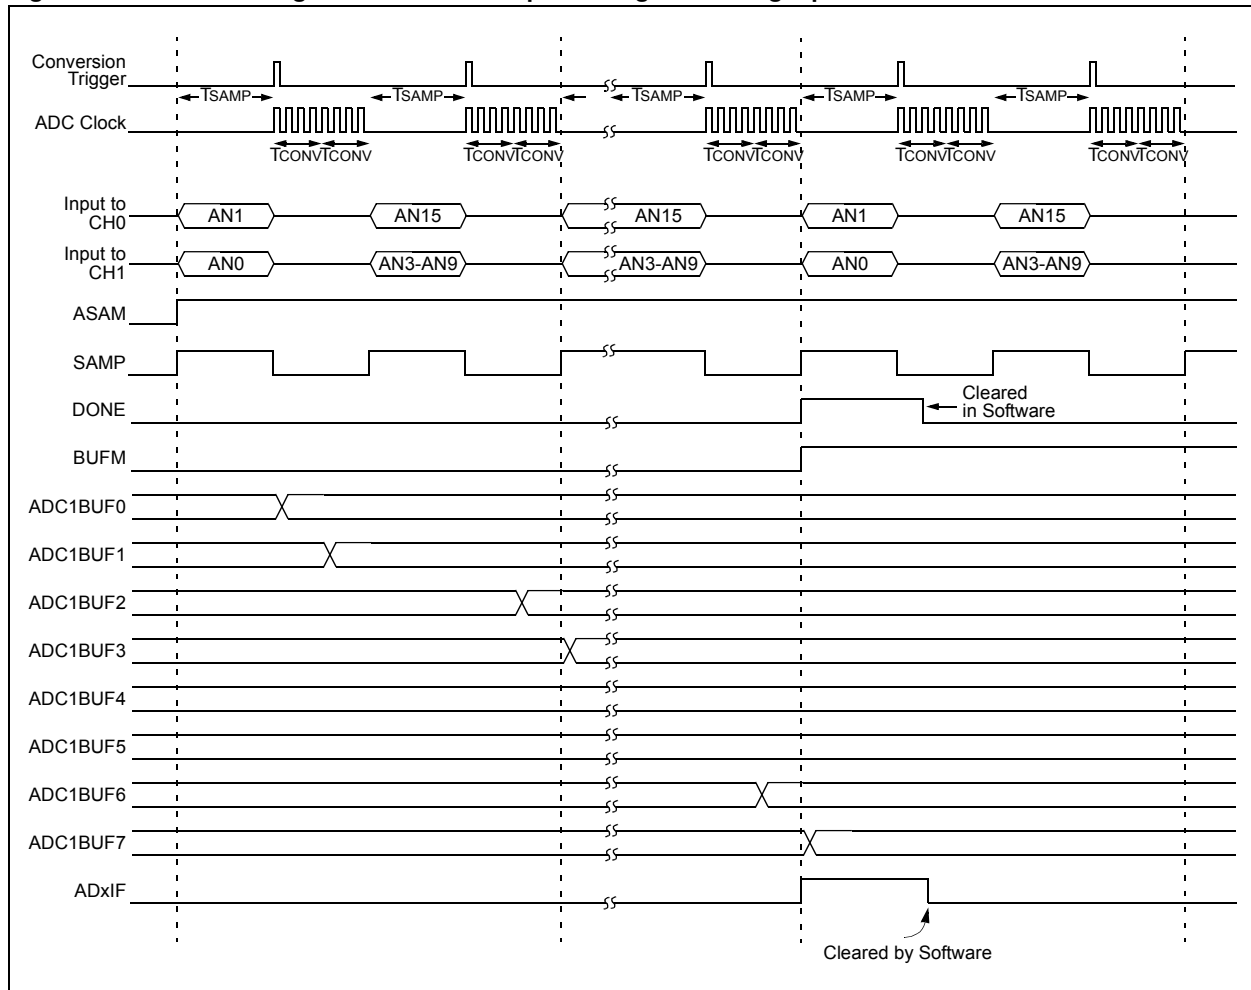 Conversion
Trigger
TSAMP TSAMP TSAMP TSAMP TSAMP
ADC Clock
TCONV TCONV TCONV TCONV TCONV TCONV TCONV TCONV TCONV TCONV
Input to
CH0
AN1 AN15 AN15 AN1 AN15
Input to
CH1
AN0 AN3-AN9 AN3-AN9 AN0 AN3-AN9
ASAM
SAMP
DONE
Cleared
in Software
BUFM
ADC1BUF0
ADC1BUF1
ADC1BUF2
ADC1BUF3
ADC1BUF4
ADC1BUF5
ADC1BUF6
ADC1BUF7
ADxIF
Cleared by Software